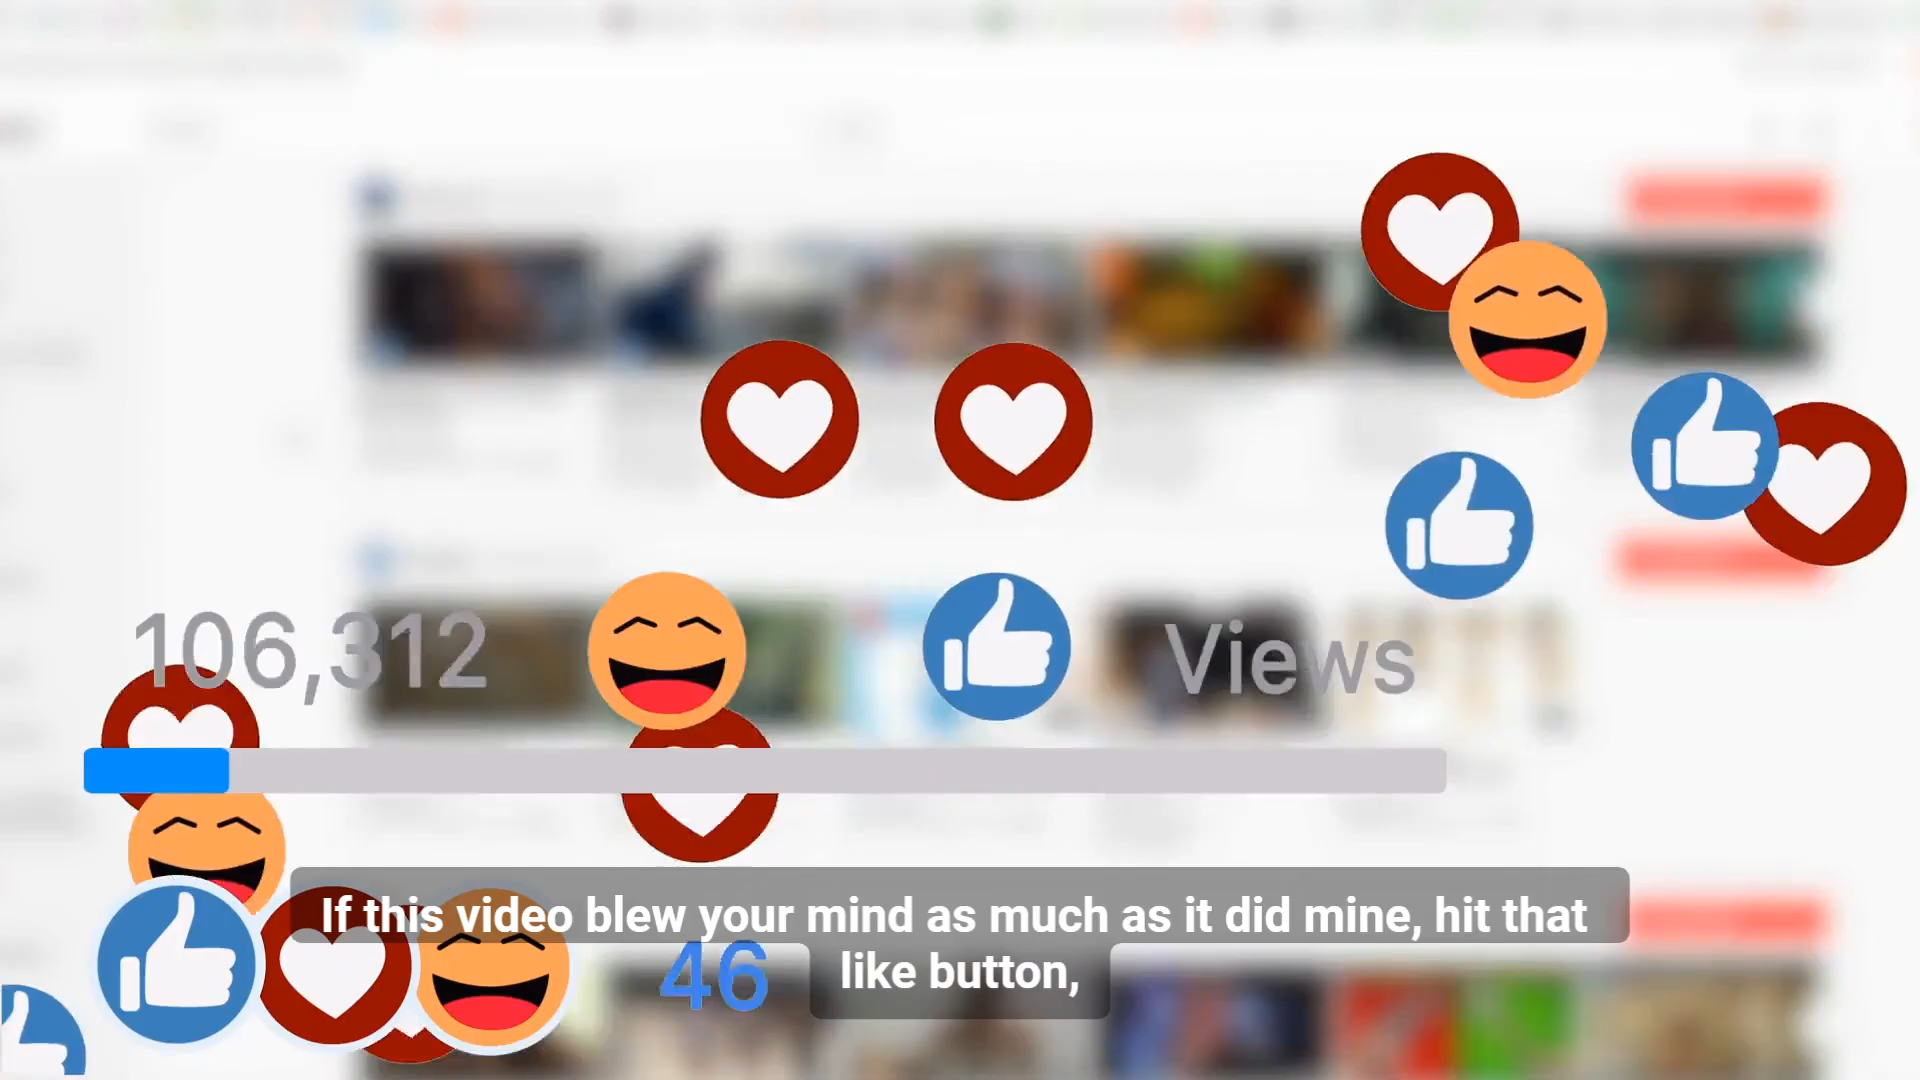 106,312 Views
If this video blew your mind as much as it did mine, hit that
like button,
46